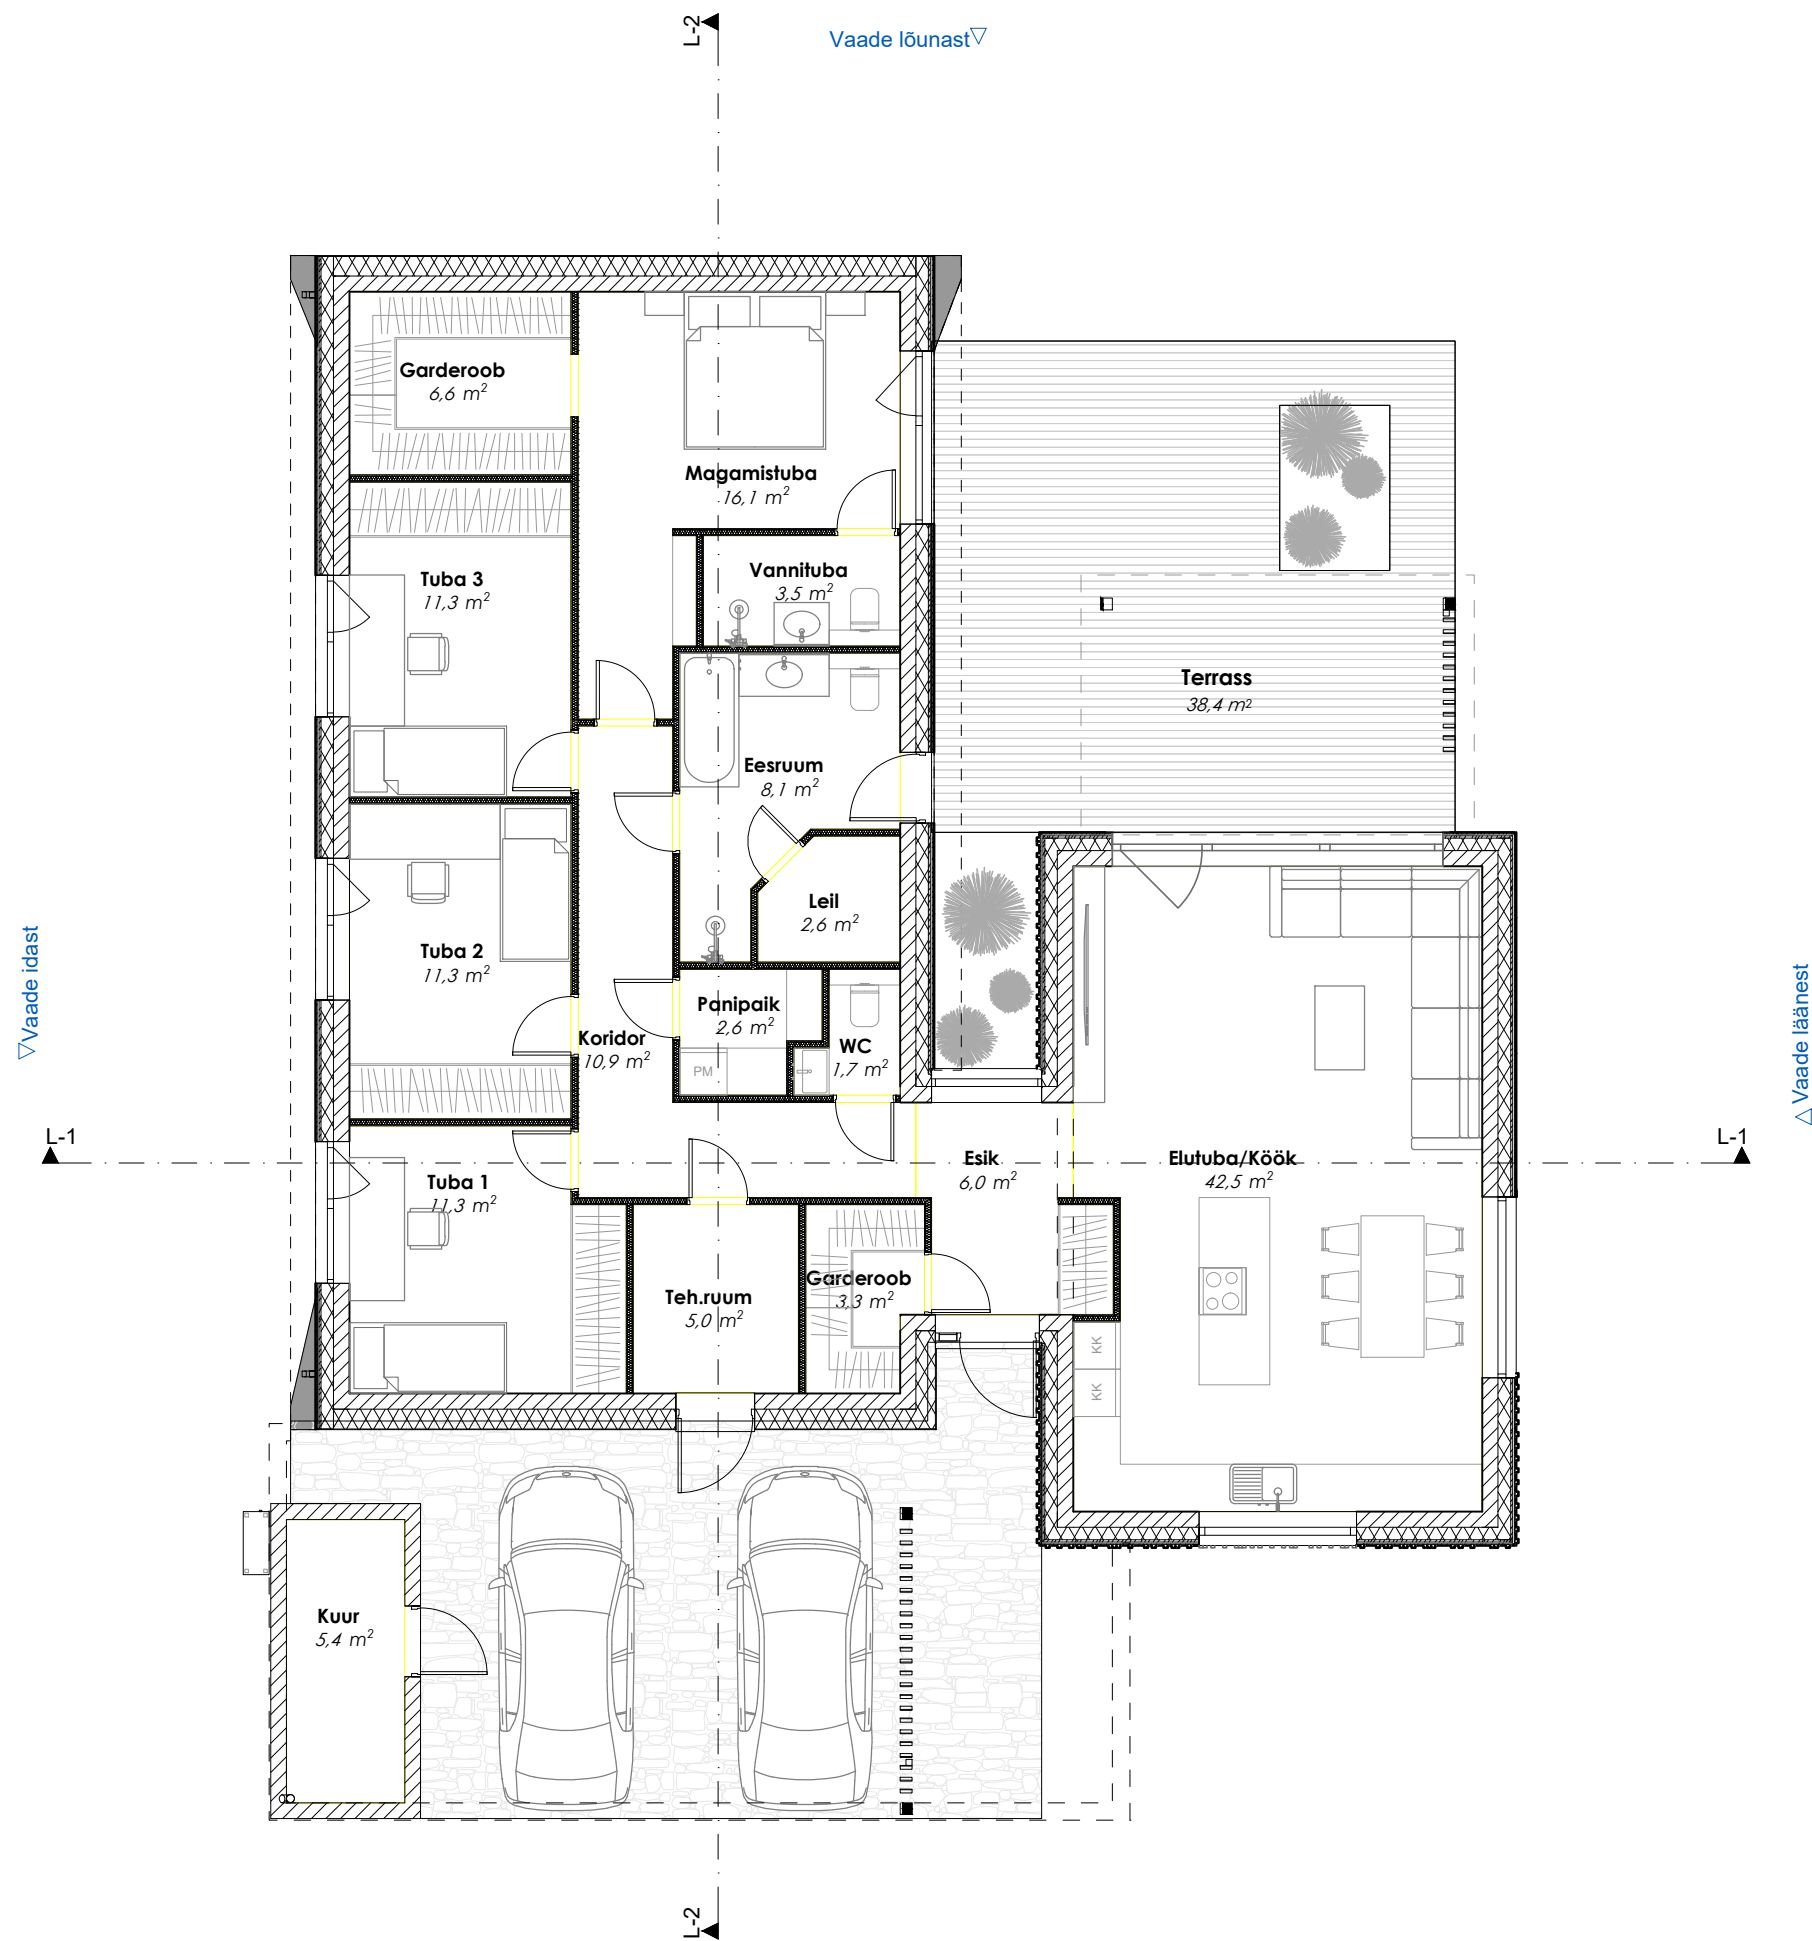 L-2
Vaade lõunast▽
Garderoob
6,6 m²
Magamistuba
16,1 m²
Tuba 3
11,3 m²
Vannituba
3,5 m²
Terrass
38,4 m²
Eesruum
8,1 m²
Leil
2,6 m²
Tuba 2
11,3 m²
▽Vaade idast
△ Vaade läänest
Panipaik
2,6 m²
PM
Koridor
10,9 m²
WC
1,7 m²
L-1
L-1
Esik
6,0 m²
Elutuba/Köök
42,5 m²
Tuba 1
11,3 m²
Teh.ruum
5,0 m²
Garderoob
3,3 m²
KK
KK
Kuur
5,4 m²
L-2